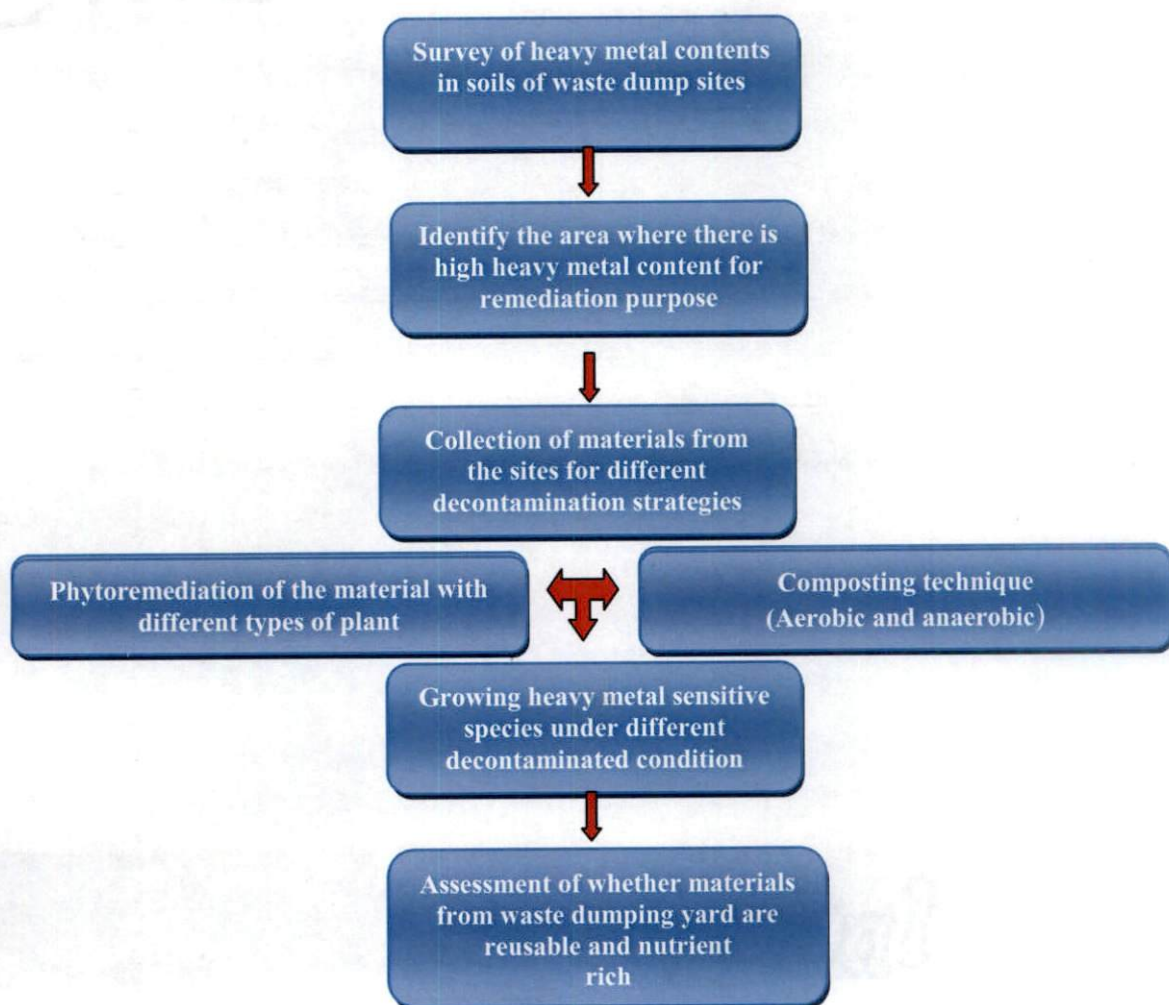 Survey of heavy metal contents
in soils of waste dump sites
Identify the area where there is
high heavy metal content for
remediation purpose
Collection of materials from
the sites for different
decontamination strategies
Phytoremediation of the material with
different types of plant
Composting technique
(Aerobic and anaerobic)
Growing heavy metal sensitive
species under different
decontaminated condition
Assessment of whether materials
from waste dumping yard are
reusable and nutrient
rich